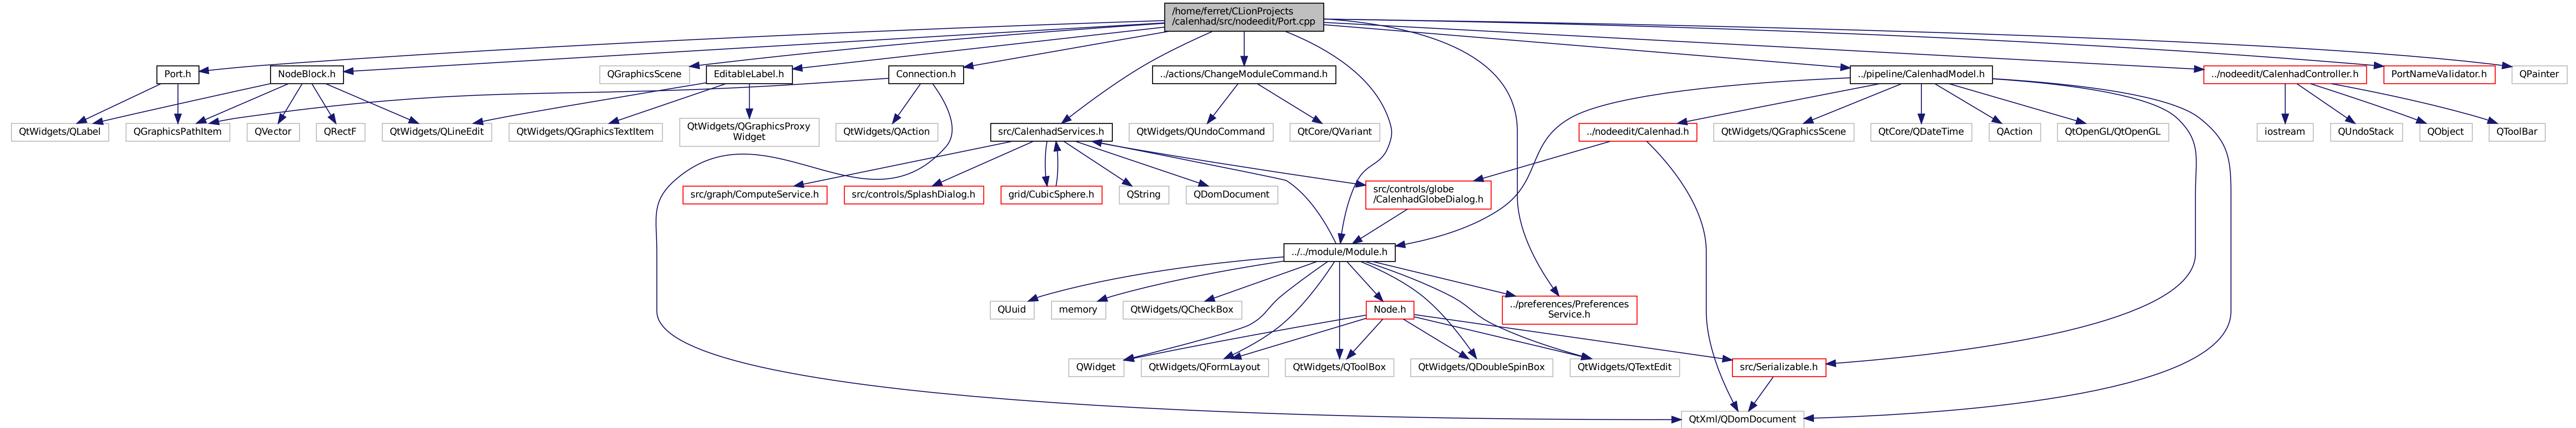 /home/ferret/CLionProjects
/calenhad/src/nodeedit/Port.cpp
Port.h
NodeBlock.h
QGraphicsScene
EditableLabel.h
Connection.h
../actions/ChangeModuleCommand.h
../pipeline/CalenhadModel.h
../nodeedit/CalenhadController.h
PortNameValidator.h
QPainter
QtWidgets/QLabel
QGraphicsPathItem
QVector
QRectF
QtWidgets/QLineEdit
QtWidgets/QGraphicsTextItem
QtWidgets/QGraphicsProxy
Widget
QtWidgets/QAction
src/CalenhadServices.h
QtWidgets/QUndoCommand
QtCore/QVariant
../nodeedit/Calenhad.h
QtWidgets/QGraphicsScene
QtCore/QDateTime
QAction
QtOpenGL/QtOpenGL
iostream
QUndoStack
QObject
QToolBar
src/graph/ComputeService.h
src/controls/SplashDialog.h
grid/CubicSphere.h
QString
QDomDocument
src/controls/globe
/CalenhadGlobeDialog.h
../../module/Module.h
QUuid
memory
QtWidgets/QCheckBox
Node.h
../preferences/Preferences
Service.h
QWidget
QtWidgets/QFormLayout
QtWidgets/QToolBox
QtWidgets/QDoubleSpinBox
QtWidgets/QTextEdit
src/Serializable.h
QtXml/QDomDocument